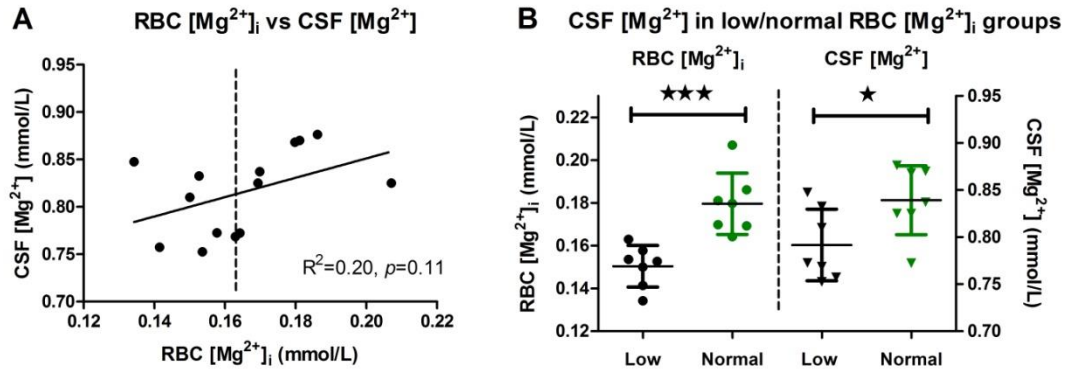 A
RBC [Mg²⁺]ᵢ vs CSF [Mg²⁺]
CSF [Mg²⁺] (mmol/L)
0.95
0.90
0.85
0.80
0.75
0.70
R²=0.20, p=0.11
0.12 0.14 0.16 0.18 0.20 0.22
RBC [Mg²⁺]ᵢ (mmol/L)
B
CSF [Mg²⁺] in low/normal RBC [Mg²⁺]ᵢ groups
RBC [Mg²⁺]ᵢ CSF [Mg²⁺]
★★★ ★
RBC [Mg²⁺]ᵢ (mmol/L)
0.22
0.20
0.18
0.16
0.14
0.12
0.95
0.90
0.85
0.80
0.75
0.70
CSF [Mg²⁺] (mmol/L)
Low Normal Low Normal